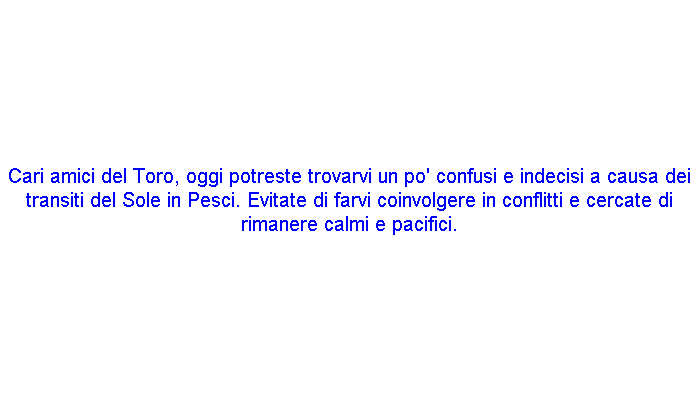 Cari amici del Toro, oggi potreste trovarvi un po' confusi e indecisi a causa dei
transiti del Sole in Pesci. Evitate di farvi coinvolgere in conflitti e cercate di
rimanere calmi e pacifici.